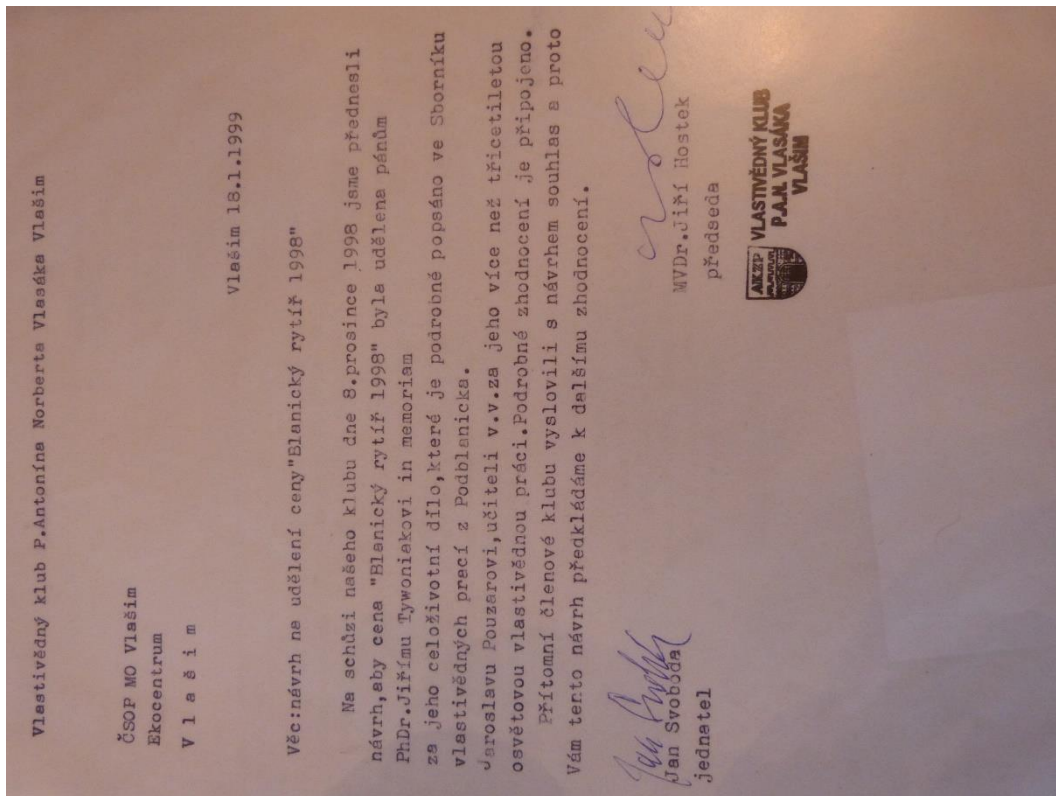 Vlastivědný klub P.Antonína Norberta Vlasáka Vlašim
ČSOP MO Vlašim
Ekocentrum
V l a š i m
Vlašim 18.1.1999
Věc:návrh na udělení ceny"Blanický rytíř 1998"
Na schůzi našeho klubu dne 8.prosince 1998 jsme přednesli
návrh,aby cena "Blanický rytíř 1998" byla udělena pánům
PhDr.Jiřímu Tywoniakovi in memoriam
za jeho celoživotní dílo,které je podrobné popsáno ve Sborníku
vlastivědných prací z Podblanicka.
Jaroslavu Pouzarovi,učiteli v.v.za jeho více než třicetiletou
osvětovou vlastivědnou práci.Podrobné zhodnocení je připojeno.
Přítomní členové klubu vyslovili s návrhem souhlas a proto
Vám tento návrh předkládáme k dalšímu zhodnocení.
Jan Svoboda
jednatel
MVDr.Jiří Hostek
předseda
VLASTIVĚDNÝ KLUB
P.A.N. VLASÁKA
VLAŠIM